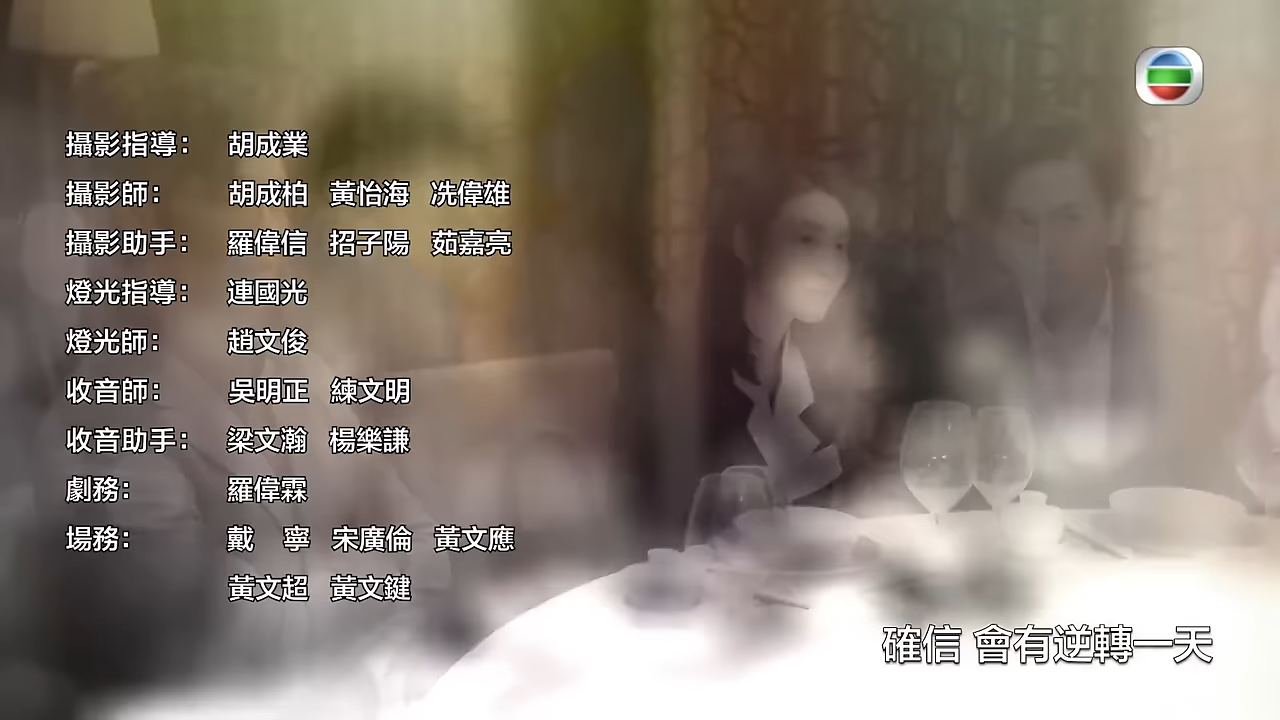 攝影指導： 胡成業
攝影師： 胡成柏 黃怡海 冼偉雄
攝影助手： 羅偉信 招子陽 茹嘉亮
燈光指導： 連國光
燈光師： 趙文俊
收音師： 吳明正 練文明
收音助手： 梁文瀚 楊樂謙
劇務： 羅偉霖
場務： 戴　寧 宋廣倫 黃文應
黃文超 黃文鍵
確信 會有逆轉一天